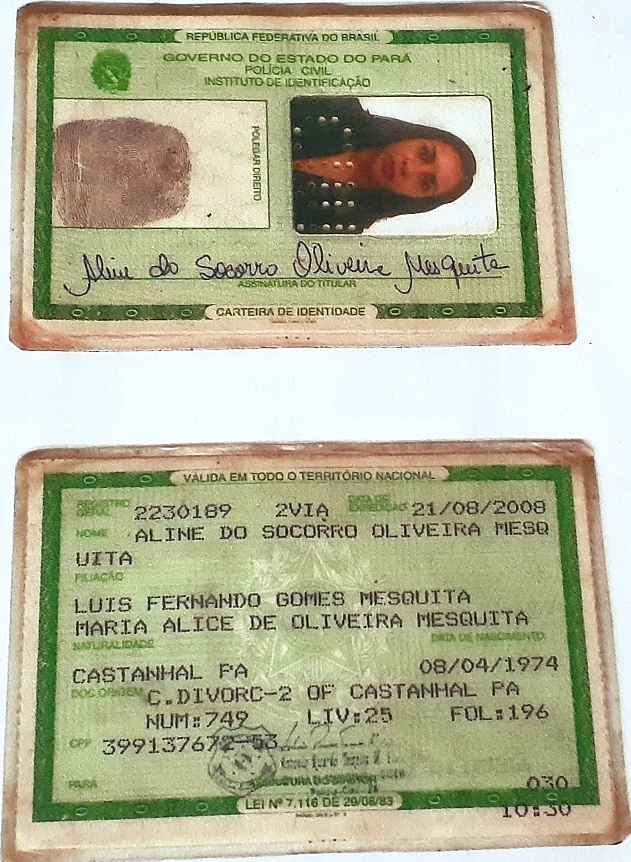 REPÚBLICA FEDERATIVA DO BRASIL
GOVERNO DO ESTADO DO PARÁ
POLÍCIA CIVIL
INSTITUTO DE IDENTIFICAÇÃO
POLEGAR DIREITO
Aline do Socorro Oliveira Mesquita
ASSINATURA DO TITULAR
CARTEIRA DE IDENTIDADE
VÁLIDA EM TODO O TERRITÓRIO NACIONAL
REGISTRO GERAL 2230189 2VIA DATA DE EXPEDIÇÃO 21/08/2008
NOME ALINE DO SOCORRO OLIVEIRA MESQ
UITA
FILIAÇÃO
LUIS FERNANDO GOMES MESQUITA
MARIA ALICE DE OLIVEIRA MESQUITA
NATURALIDADE DATA DE NASCIMENTO
CASTANHAL PA 08/04/1974
DOC ORIGEM C.DIVORC-2 OF CASTANHAL PA
NUM:749 LIV:25 FOL:196
CPF 399137672-53
PARÁ ASSINATURA DO DIRETOR 030
LEI Nº 7.116 DE 29/08/83 10:30